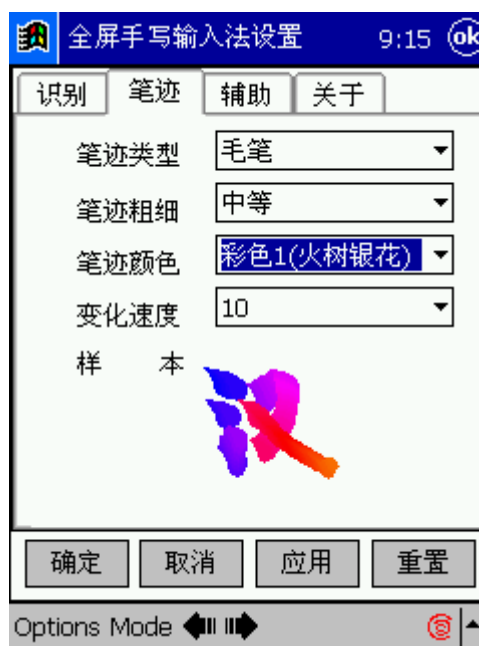 全屏手写输入法设置 9:15 ok
识别 笔迹 辅助 关于
笔迹类型 毛笔
笔迹粗细 中等
笔迹颜色 彩色1(火树银花)
变化速度 10
样 本 汉
确定 取消 应用 重置
Options Mode